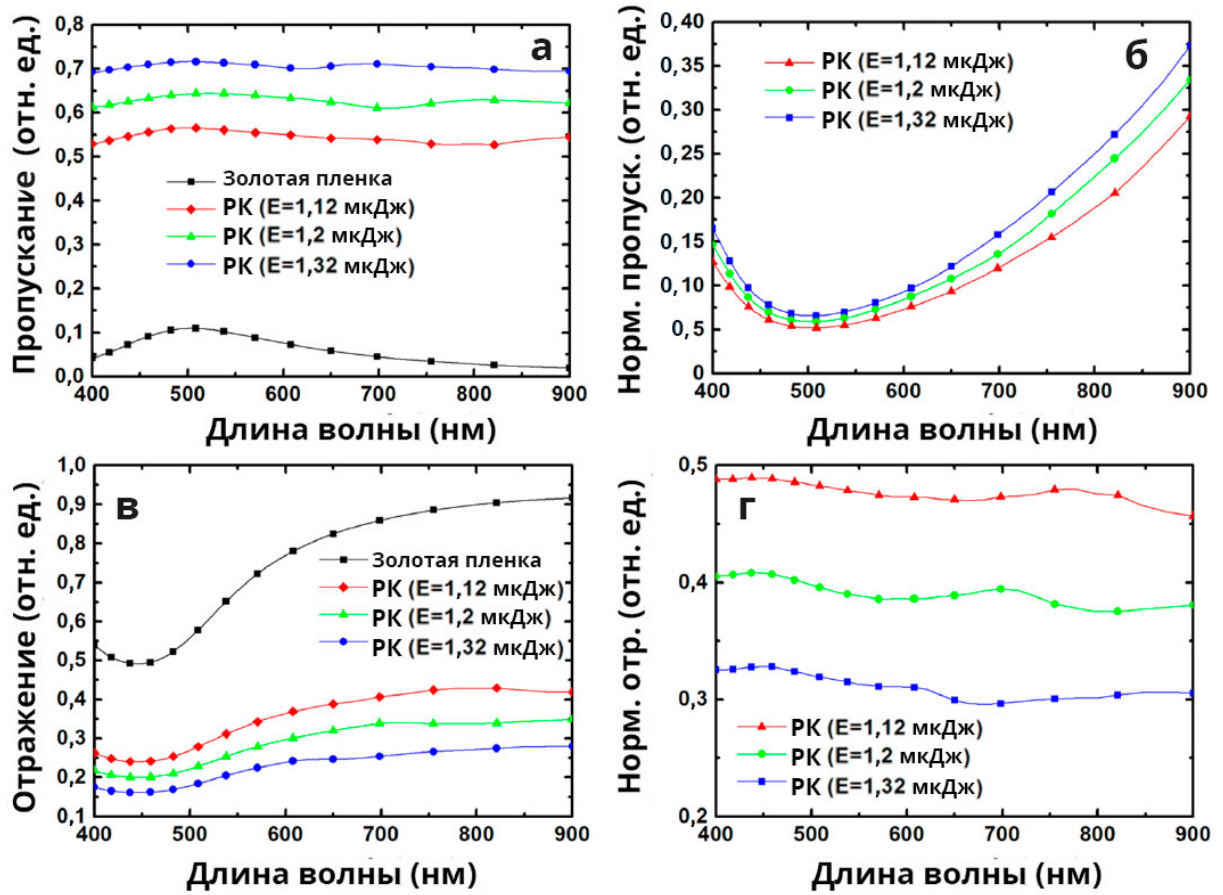 а
Пропускание (отн. ед.)
0,8
0,7
0,6
0,5
0,4
0,3
0,2
0,1
0,0
Золотая пленка
РК (E=1,12 мкДж)
РК (E=1,2 мкДж)
РК (E=1,32 мкДж)
400 500 600 700 800 900
Длина волны (нм)
б
Норм. пропуск. (отн. ед.)
0,40
0,35
0,30
0,25
0,20
0,15
0,10
0,5
0
РК (E=1,12 мкДж)
РК (E=1,2 мкДж)
РК (E=1,32 мкДж)
400 500 600 700 800 900
Длина волны (нм)
в
Отражение (отн. ед.)
1,0
0,9
0,8
0,7
0,6
0,5
0,4
0,3
0,2
0,1
Золотая пленка
РК (E=1,12 мкДж)
РК (E=1,2 мкДж)
РК (E=1,32 мкДж)
400 500 600 700 800 900
Длина волны (нм)
г
Норм. отр. (отн. ед.)
0,5
0,4
0,3
0,2
РК (E=1,12 мкДж)
РК (E=1,2 мкДж)
РК (E=1,32 мкДж)
400 500 600 700 800 900
Длина волны (нм)